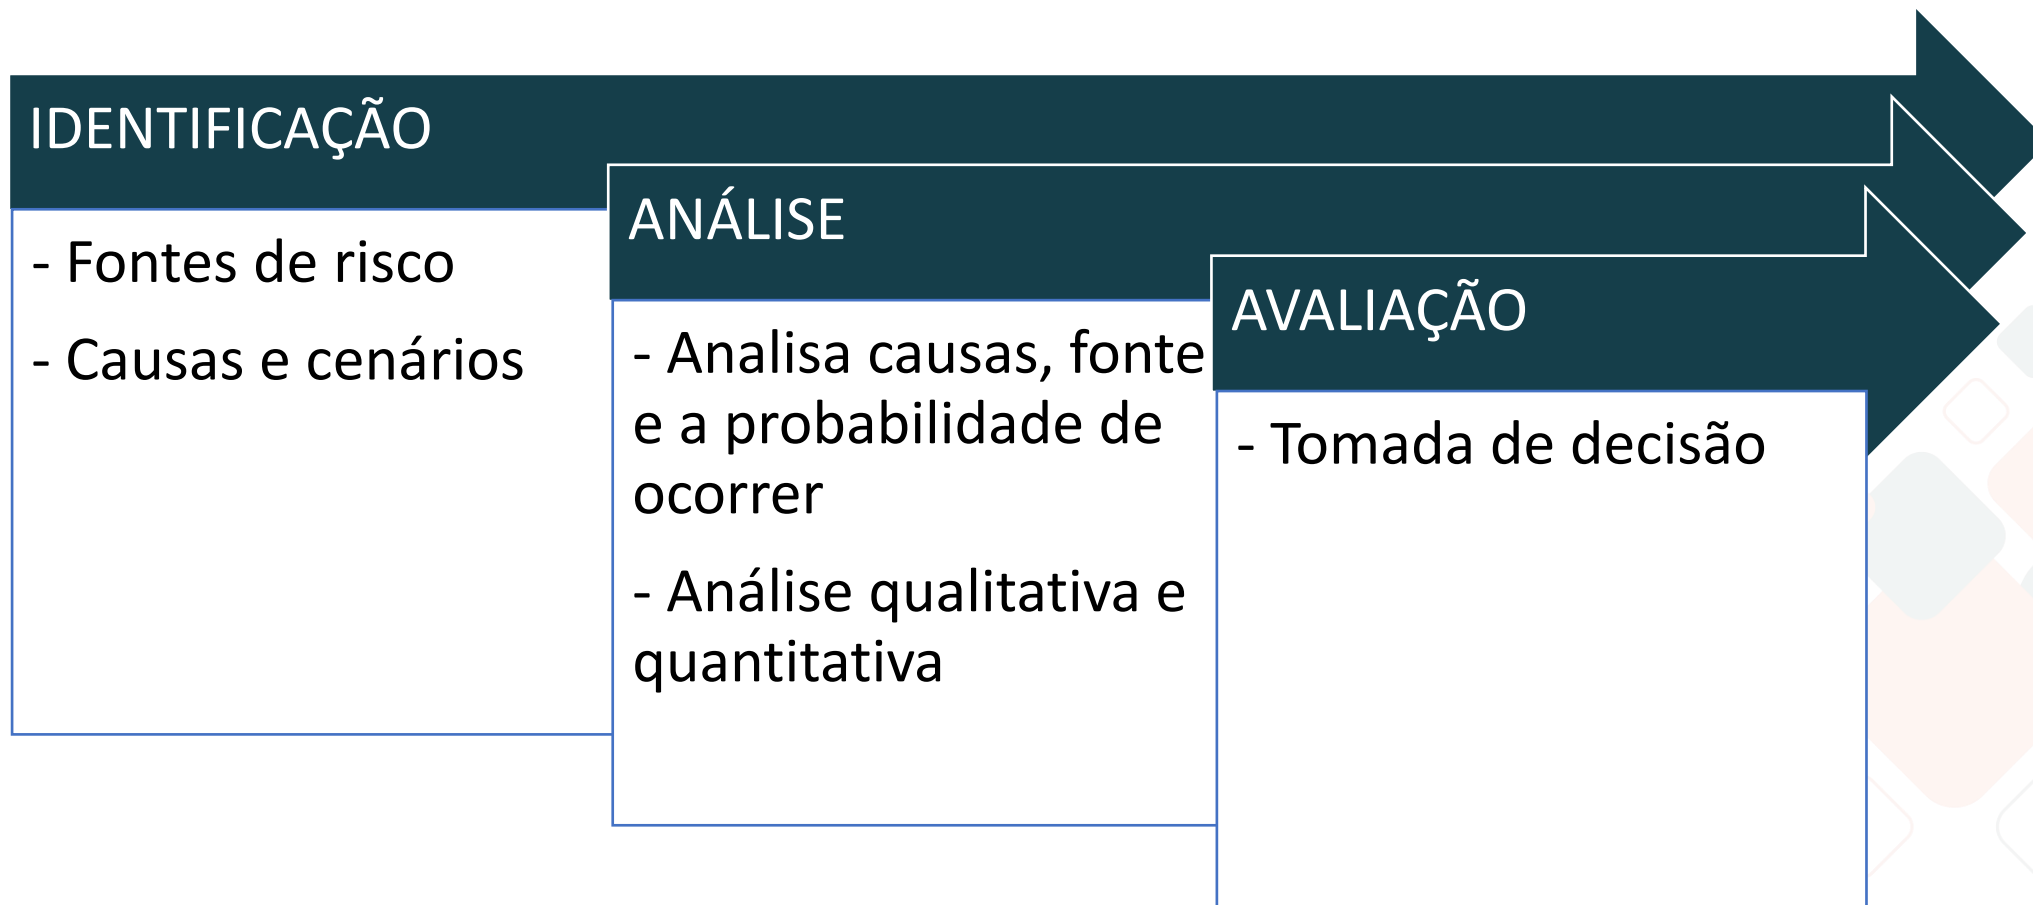 IDENTIFICAÇÃO
- Fontes de risco
- Causas e cenários
ANÁLISE
- Analisa causas, fonte
e a probabilidade de
ocorrer
- Análise qualitativa e
quantitativa
AVALIAÇÃO
- Tomada de decisão